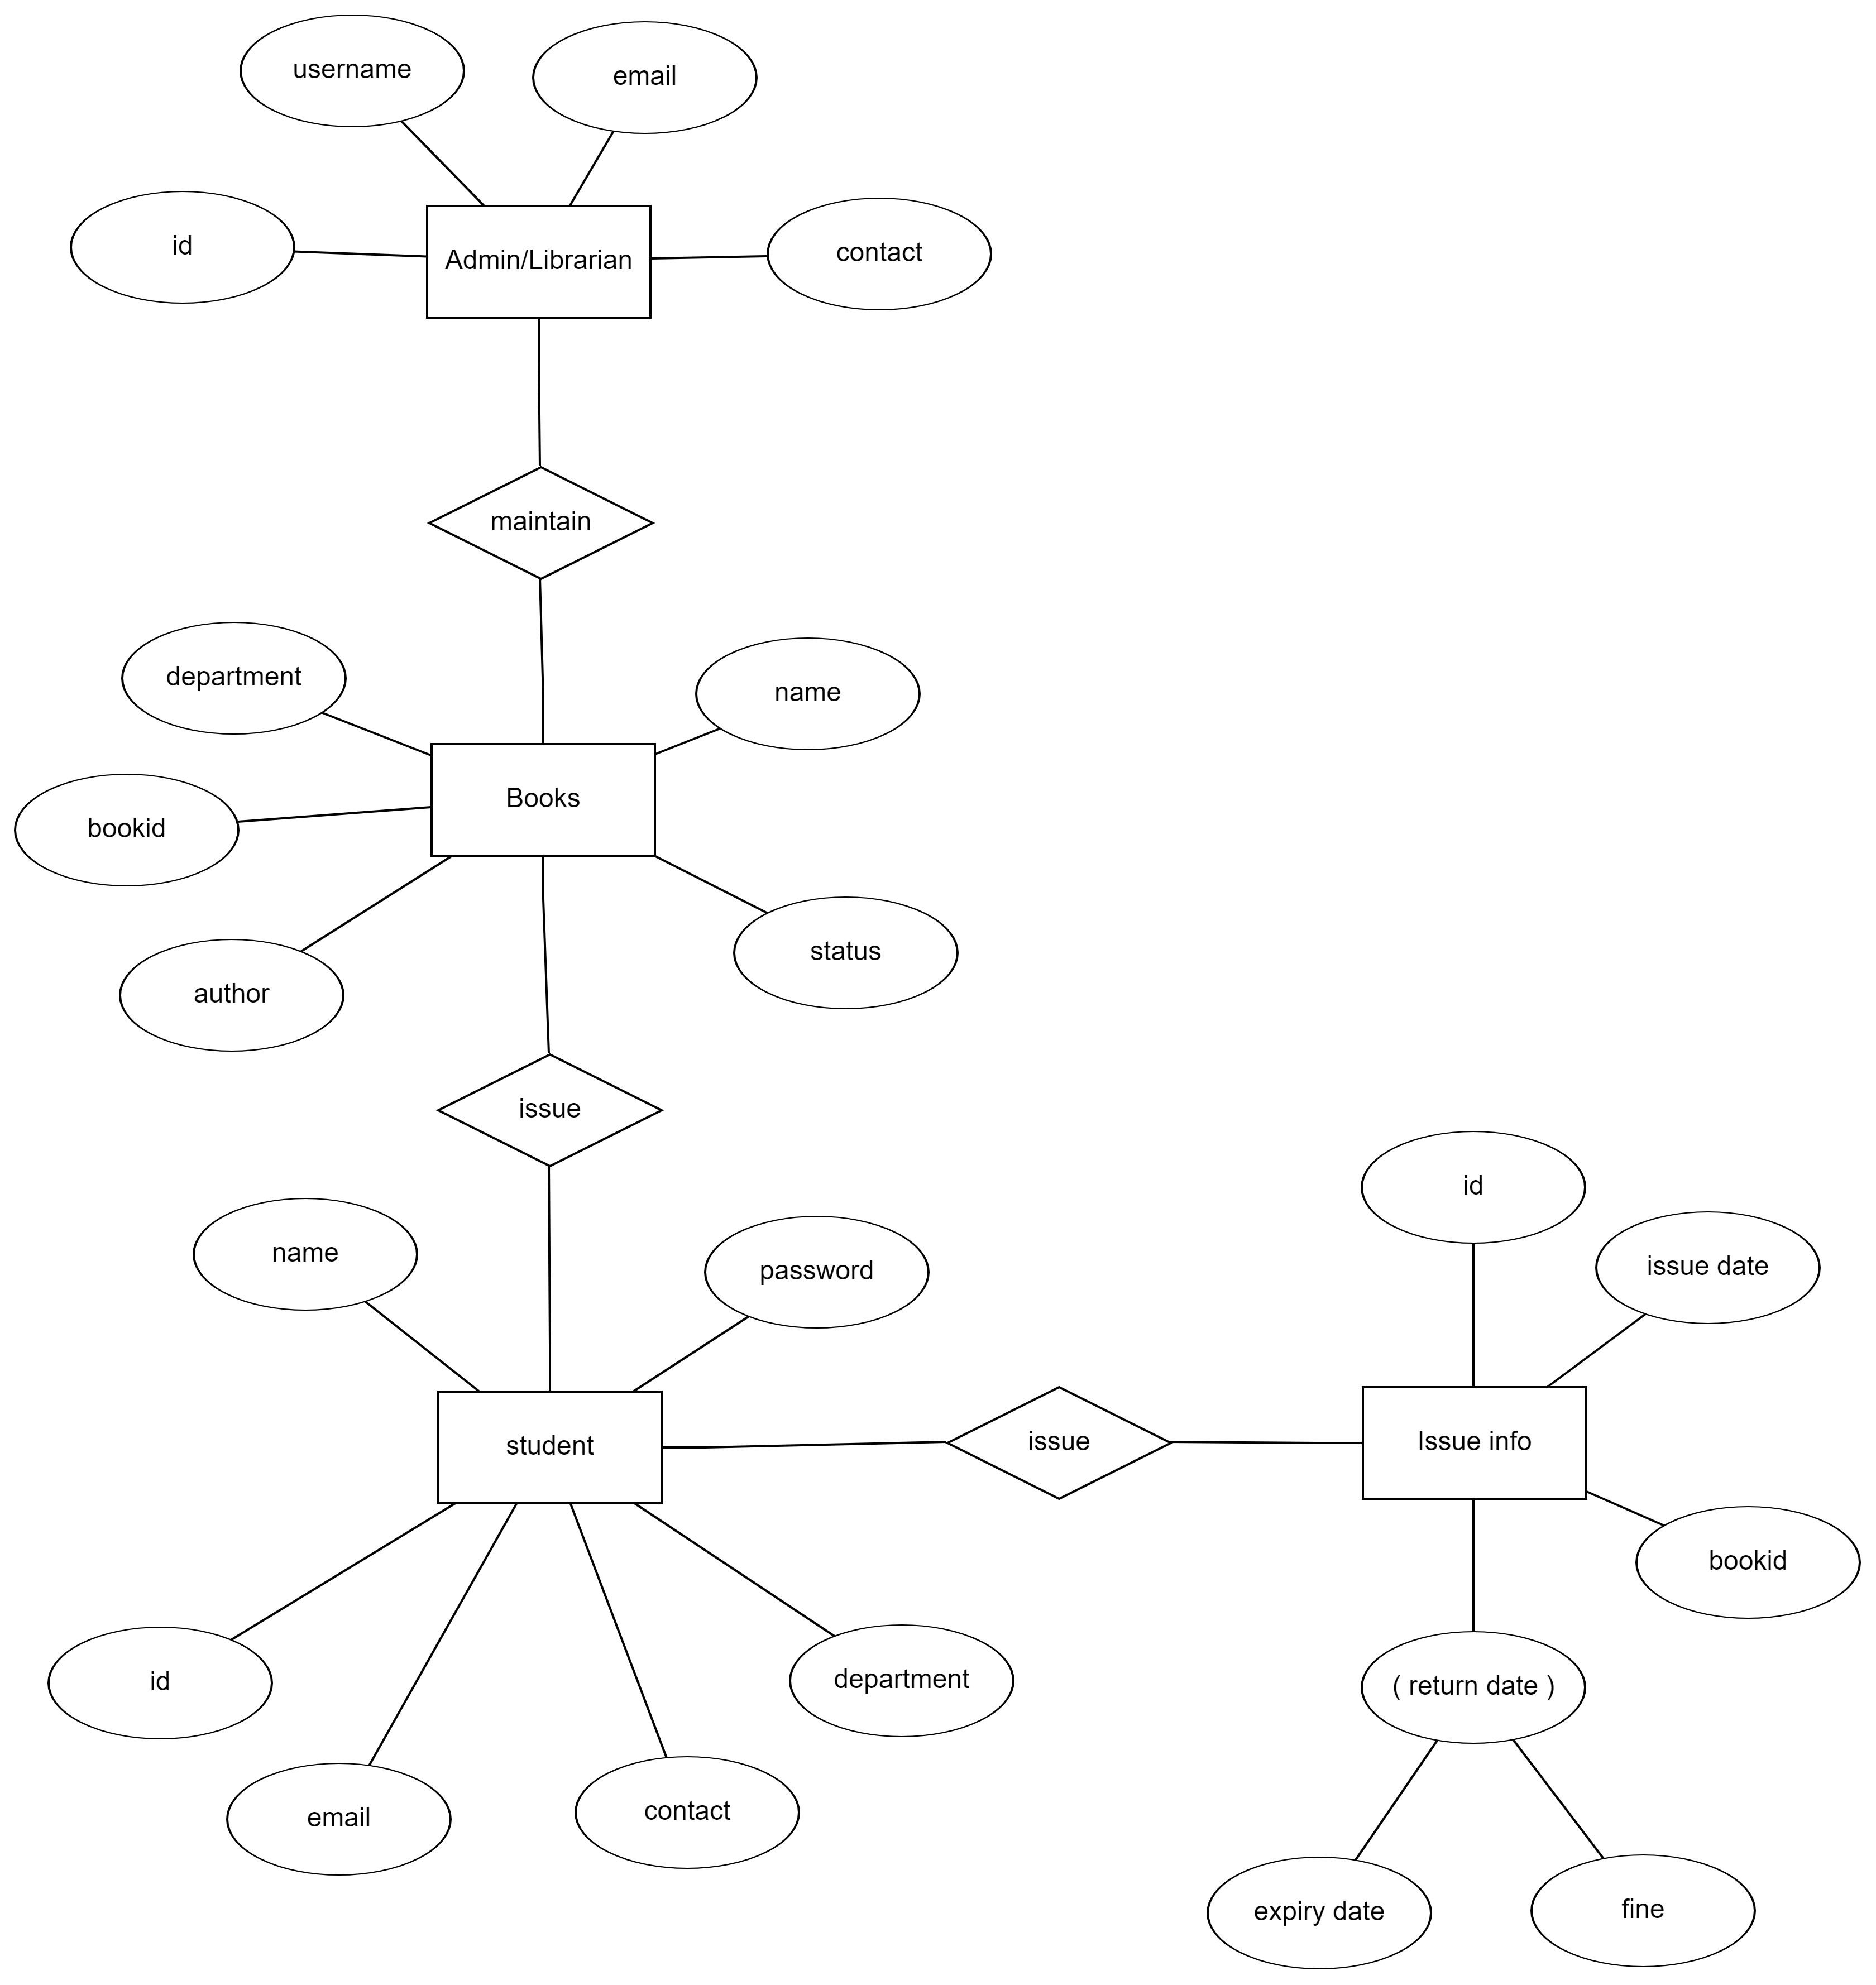 username
email
id
Admin/Librarian
contact
maintain
department
name
Books
bookid
status
author
issue
id
name
password
issue date
student
issue
Issue info
bookid
id
department
( return date )
email
contact
expiry date
fine